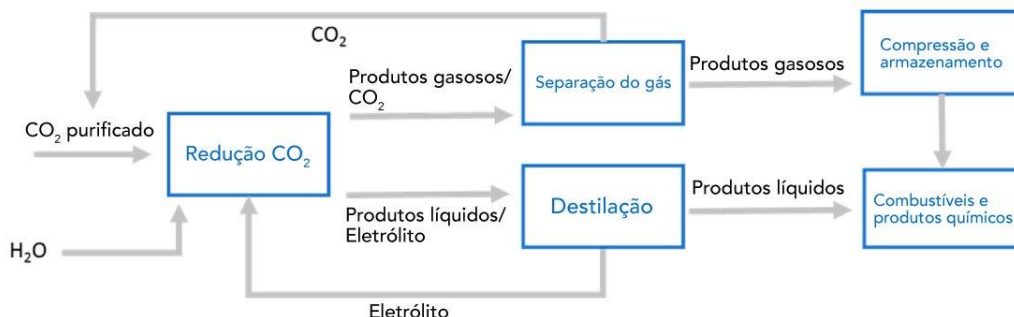 CO₂
Produtos gasosos/
CO₂
Separação do gás
Produtos gasosos
Compressão e
armazenamento
CO₂ purificado
Redução CO₂
Produtos líquidos/
Eletrólito
Destilação
Produtos líquidos
Combustíveis e
produtos químicos
H₂O
Eletrólito